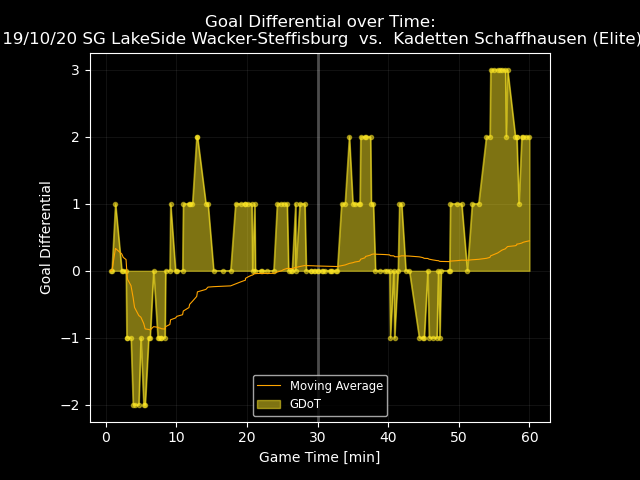 Goal Differential over Time:
19/10/20 SG LakeSide Wacker-Steffisburg vs. Kadetten Schaffhausen (Elite)
Goal Differential
3
2
1
0
−1
−2
Moving Average
GDoT
0 10 20 30 40 50 60
Game Time [min]